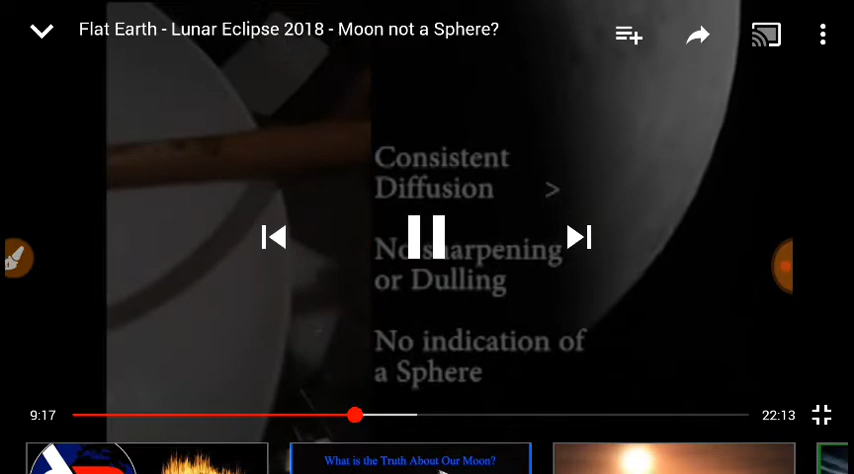 Flat Earth - Lunar Eclipse 2018 - Moon not a Sphere?
Consistent
Diffusion >
No sharpening
or Dulling
No indication of
a Sphere
9:17
22:13
What is the Truth About Our Moon?